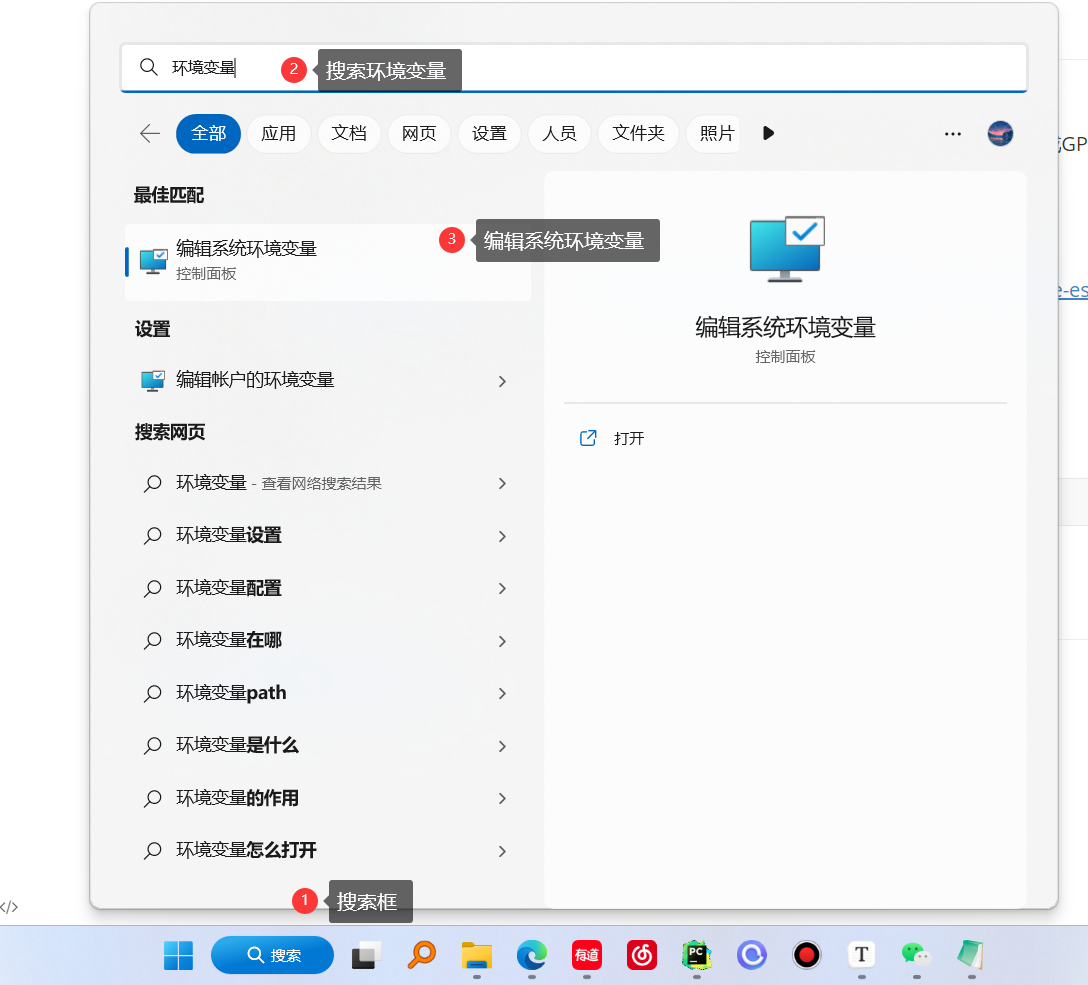 环境变量
2
搜索环境变量
全部
应用
文档
网页
设置
人员
文件夹
照片
GP
最佳匹配
编辑系统环境变量
控制面板
3
编辑系统环境变量
编辑系统环境变量
控制面板
e-es
设置
编辑帐户的环境变量
打开
搜索网页
环境变量 - 查看网络搜索结果
环境变量设置
环境变量配置
环境变量在哪
环境变量path
环境变量是什么
环境变量的作用
环境变量怎么打开
1
搜索框
</>
搜索
有道
PC
T